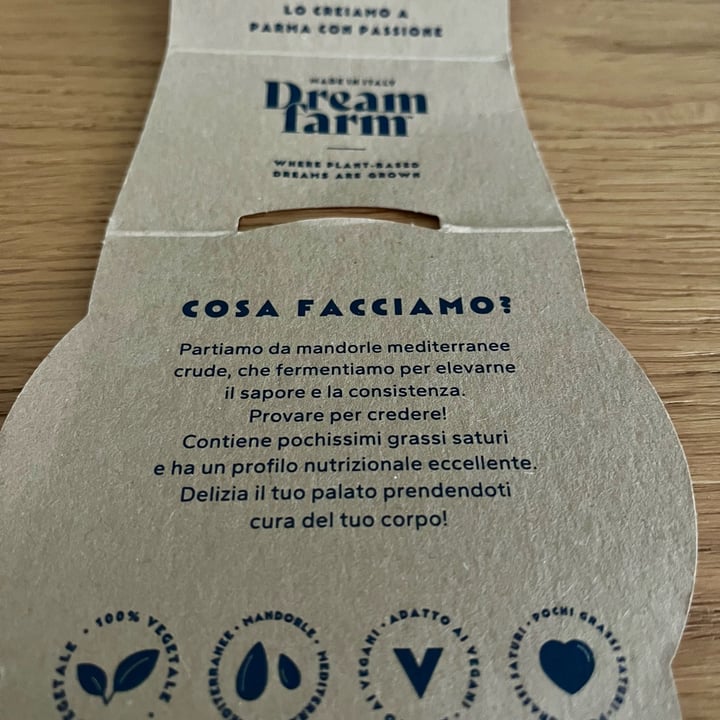 LO CREIAMO A
PARMA CON PASSIONE
MADE IN ITALY
Dream
farm
WHERE PLANT-BASED
DREAMS ARE GROWN
COSA FACCIAMO?
Partiamo da mandorle mediterranee
crude, che fermentiamo per elevarne
il sapore e la consistenza.
Provare per credere!
Contiene pochissimi grassi saturi
e ha un profilo nutrizionale eccellente.
Delizia il tuo palato prendendoti
cura del tuo corpo!
100% VEGETALE •
MANDORLE • MEDITERRANEE •
ADATTO AI VEGANI •
POCHI GRASSI SATURI •